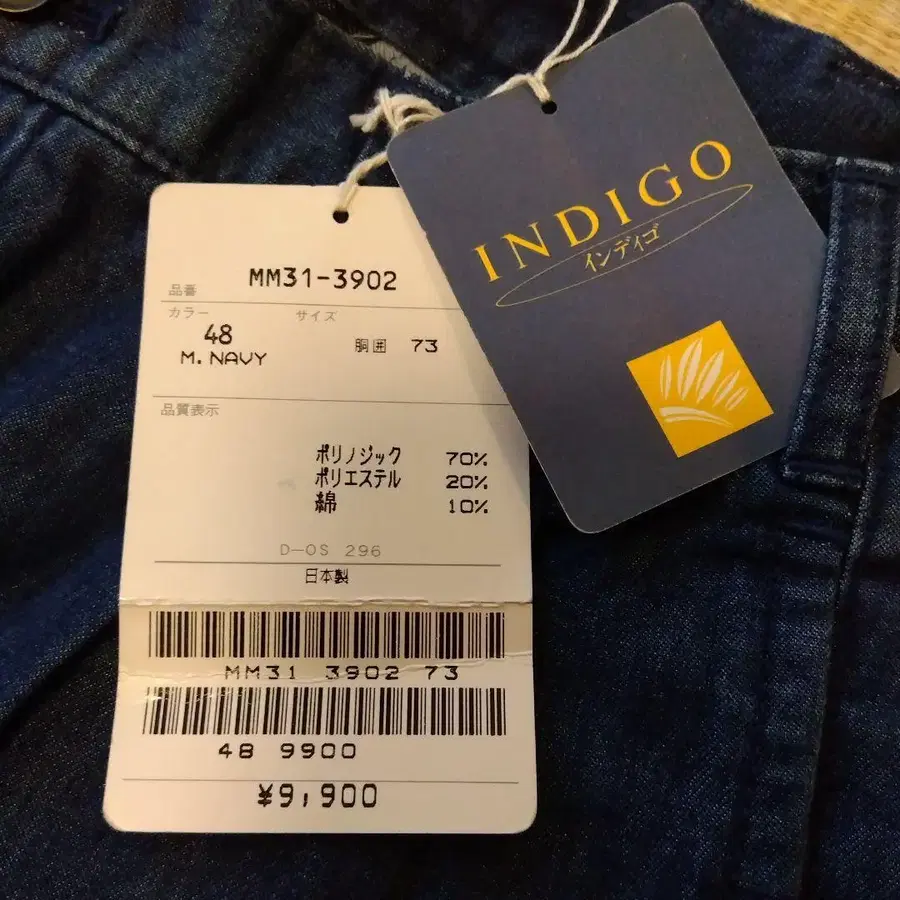 INDIGO
インディゴ
品番 MM31-3902
カラー サイズ
48
M. NAVY
胴囲 73
品質表示
ポリノジック 70%
ポリエステル 20%
綿 10%
D-OS 296
日本製
MM31 3902 73
48 9900
¥9,900